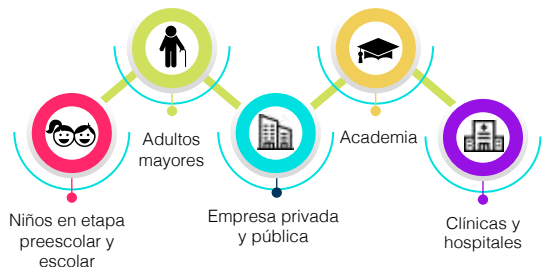 Niños en etapa
preescolar y
escolar
Adultos
mayores
Empresa privada
y pública
Academia
Clínicas y
hospitales